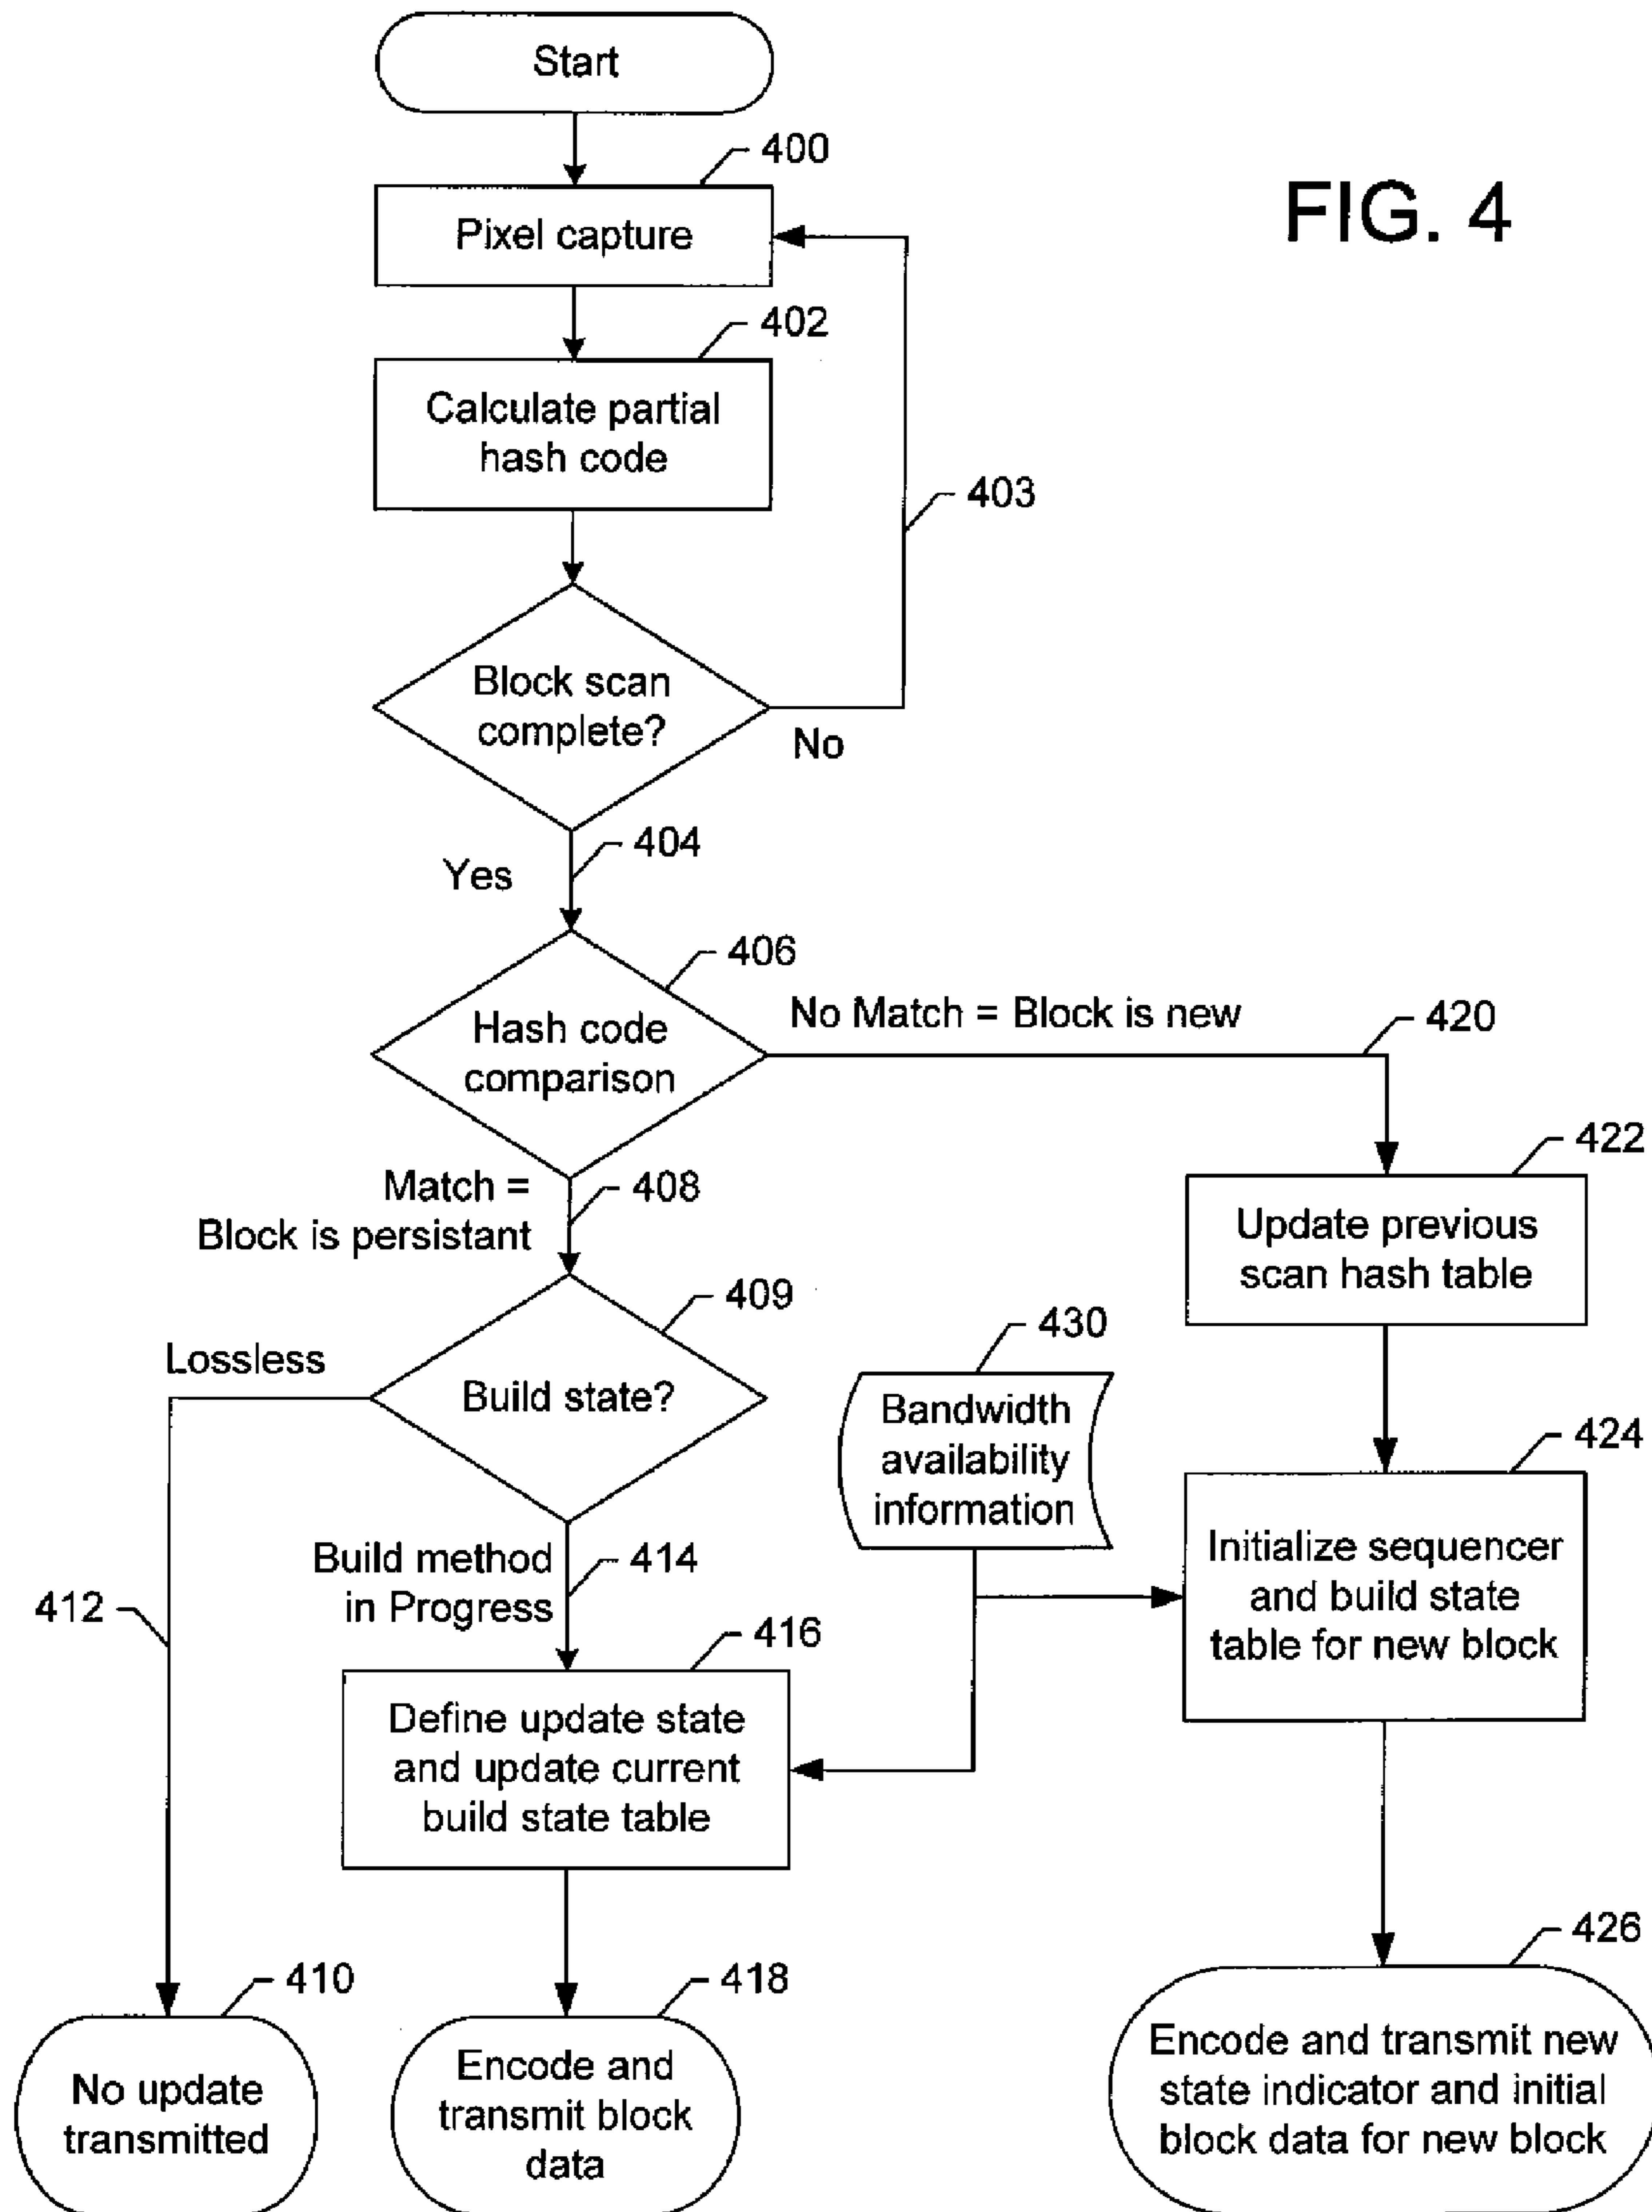 Start
400
FIG. 4
Pixel capture
402
Calculate partial
hash code
403
Block scan
complete?
No
404
Yes
406
No Match = Block is new
420
Hash code
comparison
422
Match =
408
Block is persistant
Update previous
scan hash table
409
430
Lossless
Build state?
Bandwidth
availability
information
424
Initialize sequencer
and build state
table for new block
Build method
in Progress
414
412
416
Define update state
and update current
build state table
426
410
418
No update
transmitted
Encode and
transmit block
data
Encode and transmit new
state indicator and initial
block data for new block